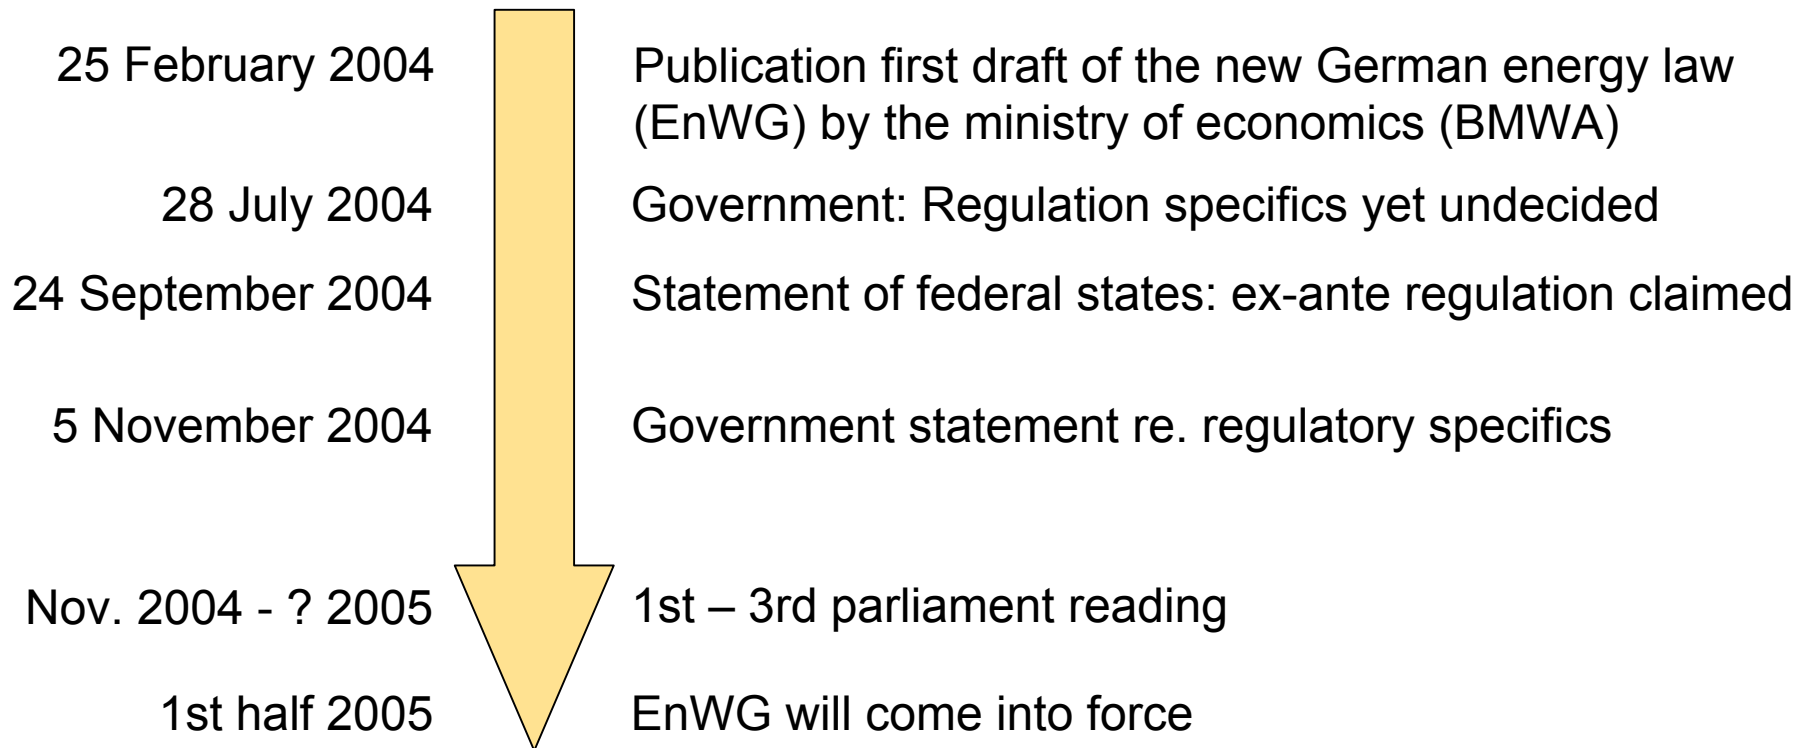 25 February 2004 Publication first draft of the new German energy law
(EnWG) by the ministry of economics (BMWA)
28 July 2004 Government: Regulation specifics yet undecided
24 September 2004 Statement of federal states: ex-ante regulation claimed
5 November 2004 Government statement re. regulatory specifics
Nov. 2004 - ? 2005 1st – 3rd parliament reading
1st half 2005 EnWG will come into force